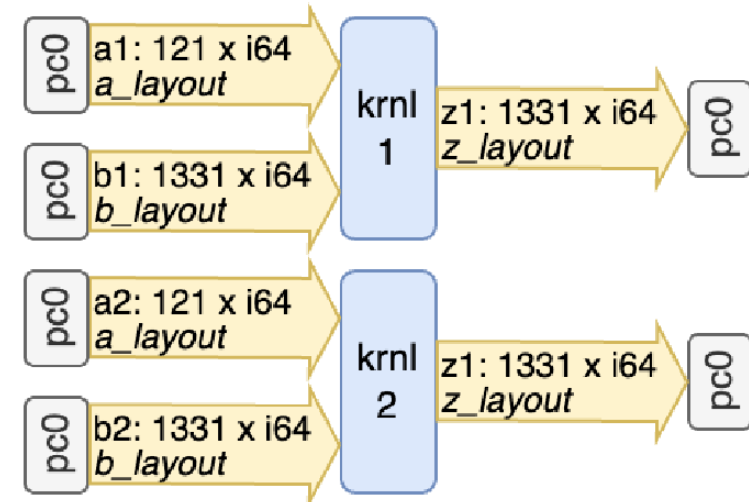 pc0
a1: 121 x i64
a_layout
pc0
b1: 1331 x i64
b_layout
krnl
1
z1: 1331 x i64
z_layout
pc0
pc0
a2: 121 x i64
a_layout
pc0
b2: 1331 x i64
b_layout
krnl
2
z1: 1331 x i64
z_layout
pc0